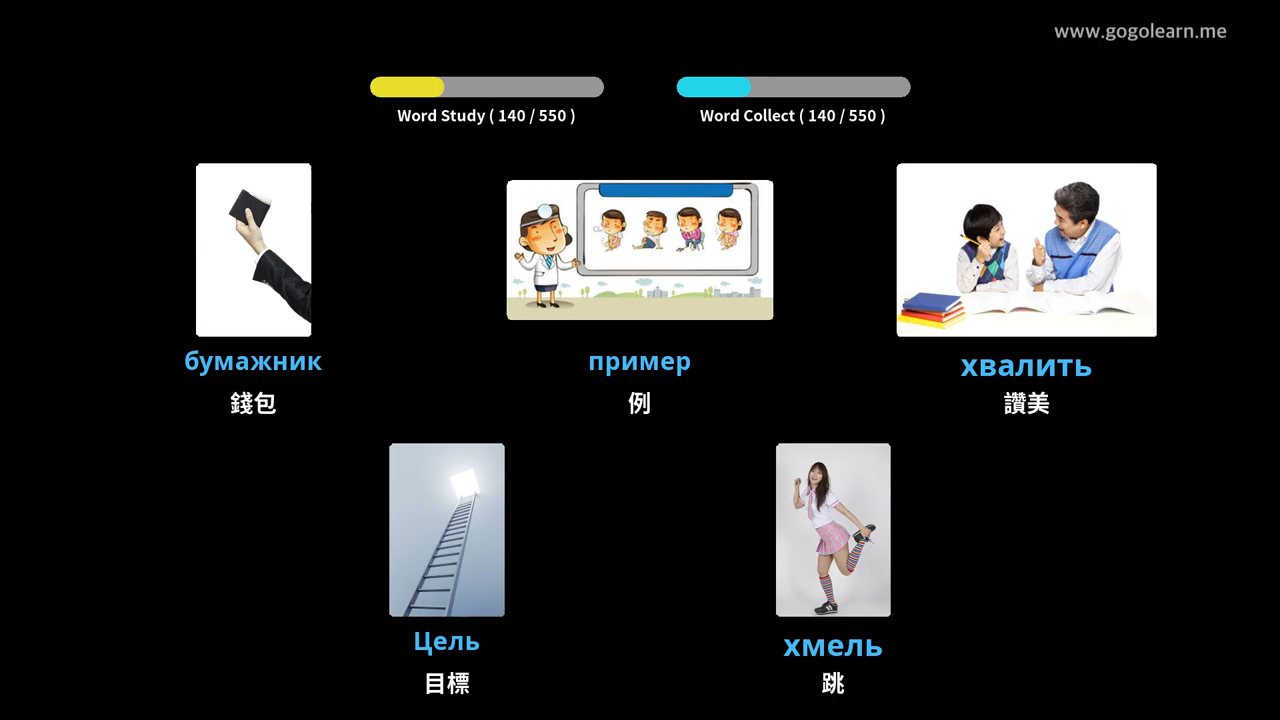 www.gogolearn.me
Word Study ( 140 / 550 )
Word Collect ( 140 / 550 )
бумажник
錢包
пример
例
хвалить
讚美
Цель
目標
хмель
跳